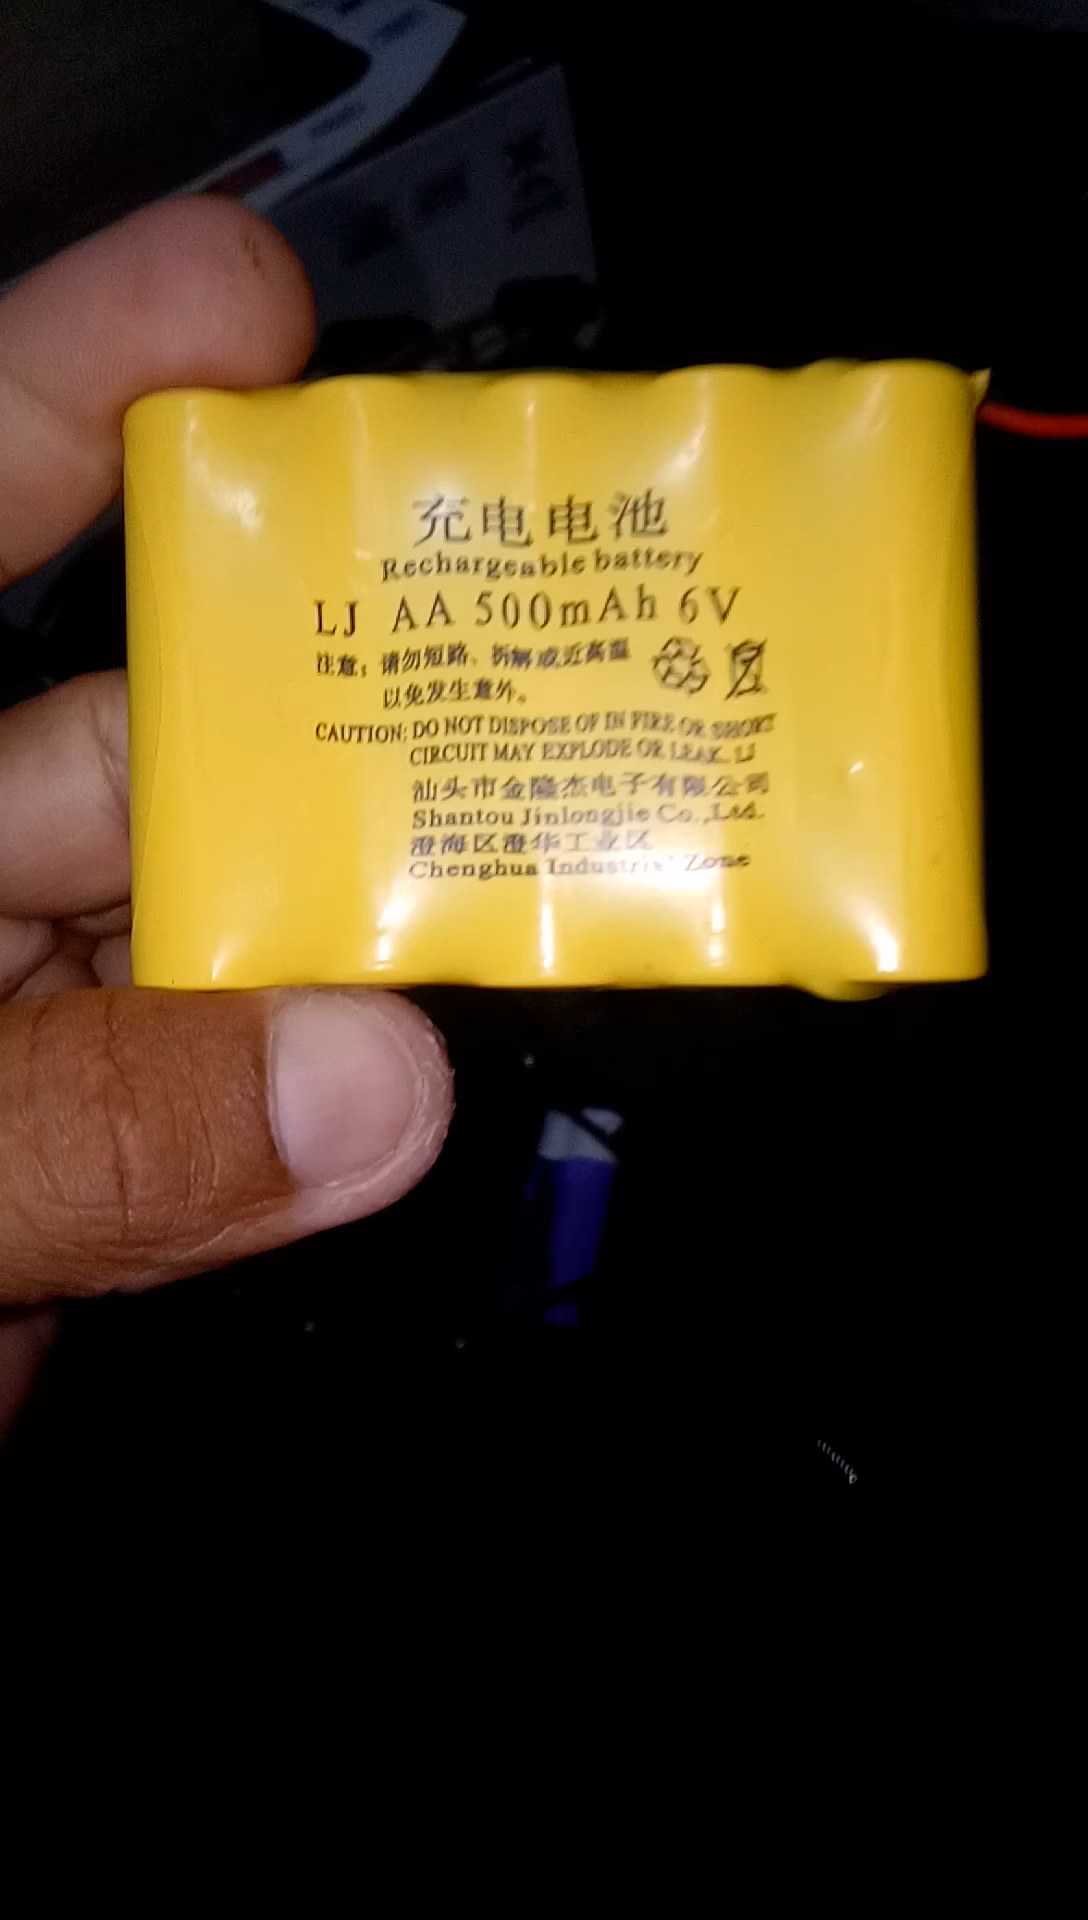 充电电池
Rechargeable battery
LJ AA 500mAh 6V
注意：请勿短路、拆解或近高温
以免发生意外。
CAUTION: DO NOT DISPOSE OF IN FIRE OR SHORT
CIRCUIT MAY EXPLODE OR LEAK. LJ
汕头市金隆杰电子有限公司
Shantou Jinlongjie Co.,Ltd.
澄海区澄华工业区
Chenghua Industrial Zone